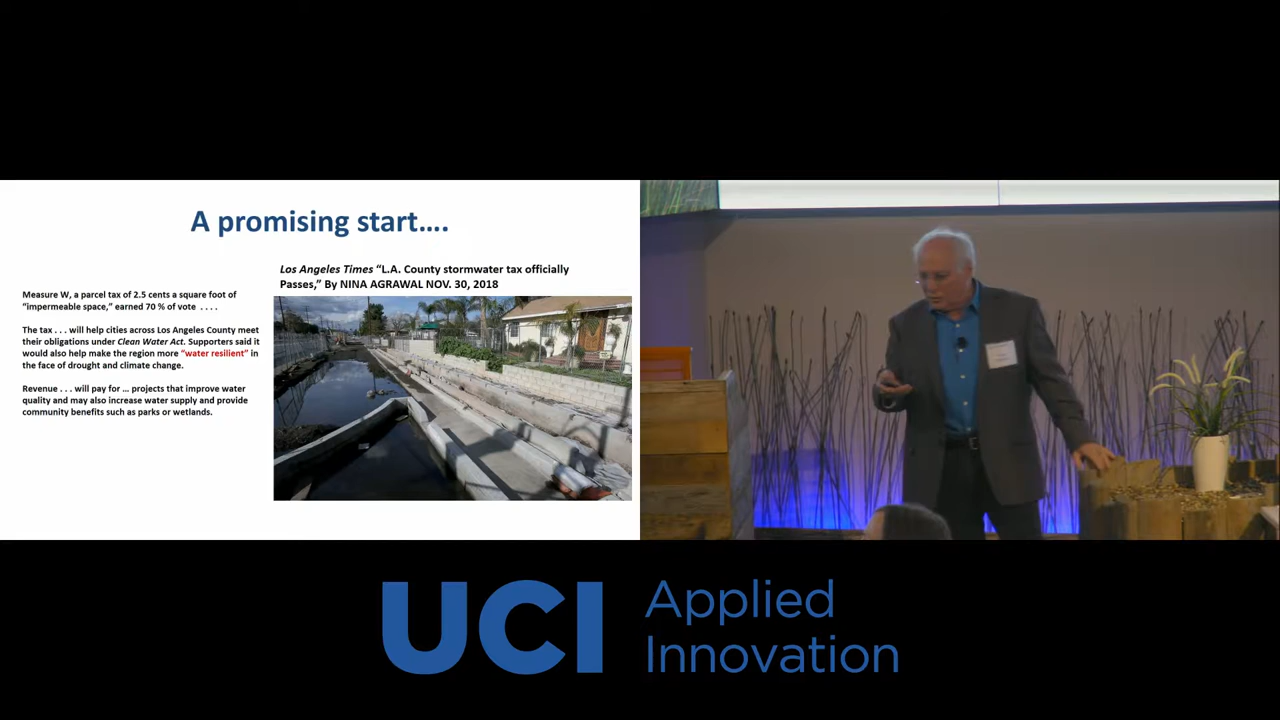 A promising start....
Los Angeles Times “L.A. County stormwater tax officially
Passes,” By NINA AGRAWAL NOV. 30, 2018
Measure W, a parcel tax of 2.5 cents a square foot of
“impermeable space,” earned 70 % of vote . . . .
The tax . . . will help cities across Los Angeles County meet
their obligations under Clean Water Act. Supporters said it
would also help make the region more “water resilient” in
the face of drought and climate change.
Revenue . . . will pay for ... projects that improve water
quality and may also increase water supply and provide
community benefits such as parks or wetlands.
UCI Applied
Innovation